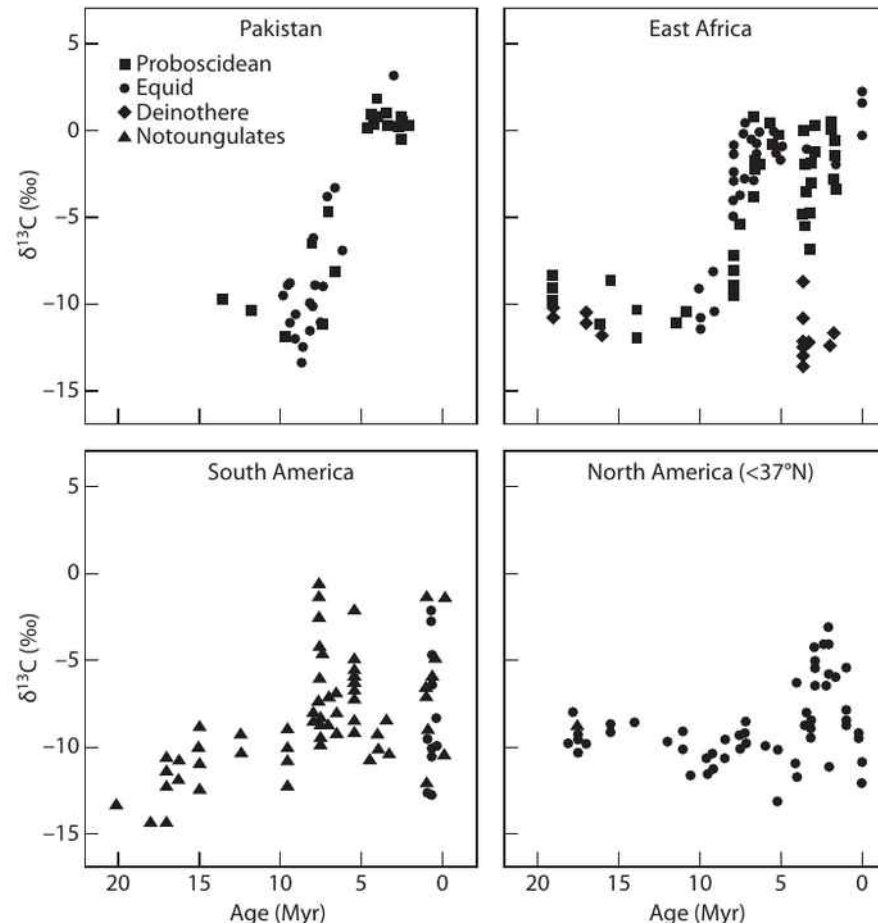 Pakistan
Proboscidean
Equid
Deinothere
Notoungulates
5
0
−5
−10
−15
δ¹³C (‰)
East Africa
South America
5
0
−5
−10
−15
δ¹³C (‰)
20 15 10 5 0
Age (Myr)
North America (<37°N)
20 15 10 5 0
Age (Myr)